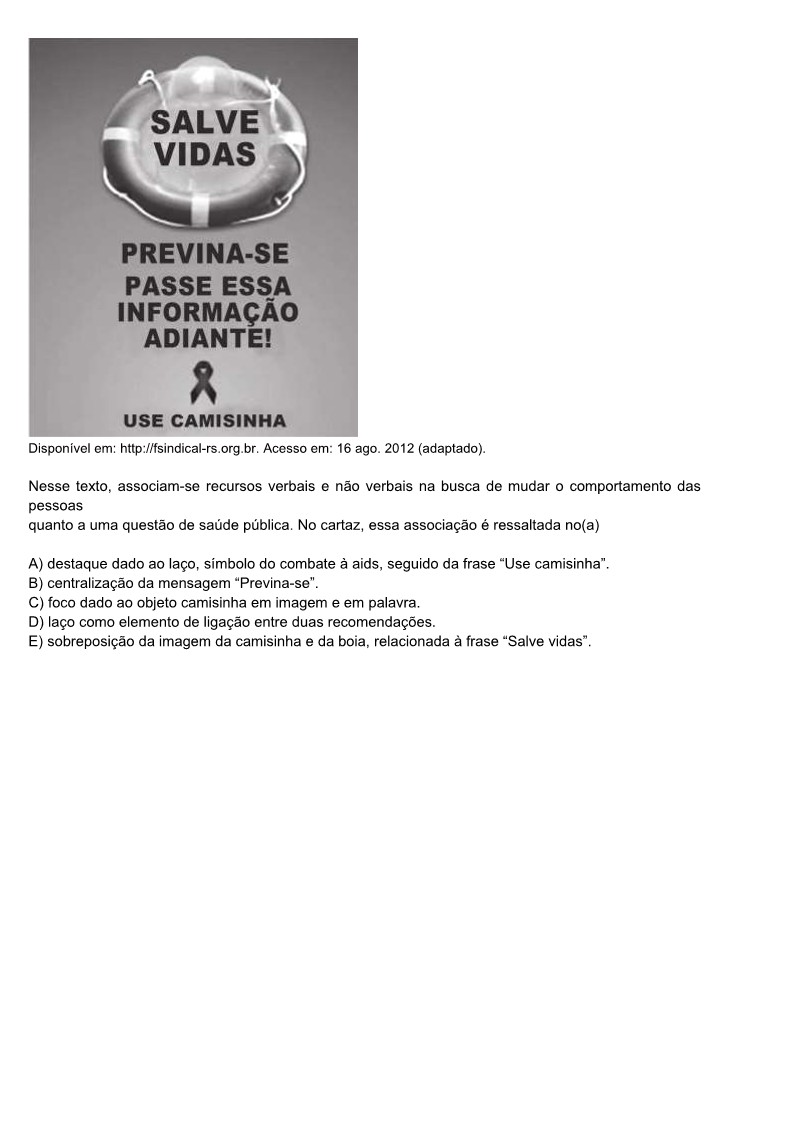 SALVE
VIDAS
PREVINA-SE
PASSE ESSA
INFORMAÇÃO
ADIANTE!
USE CAMISINHA
Disponível em: http://fsindical-rs.org.br. Acesso em: 16 ago. 2012 (adaptado).
Nesse texto, associam-se recursos verbais e não verbais na busca de mudar o comportamento das
pessoas
quanto a uma questão de saúde pública. No cartaz, essa associação é ressaltada no(a)
A) destaque dado ao laço, símbolo do combate à aids, seguido da frase “Use camisinha”.
B) centralização da mensagem “Previna-se”.
C) foco dado ao objeto camisinha em imagem e em palavra.
D) laço como elemento de ligação entre duas recomendações.
E) sobreposição da imagem da camisinha e da boia, relacionada à frase “Salve vidas”.